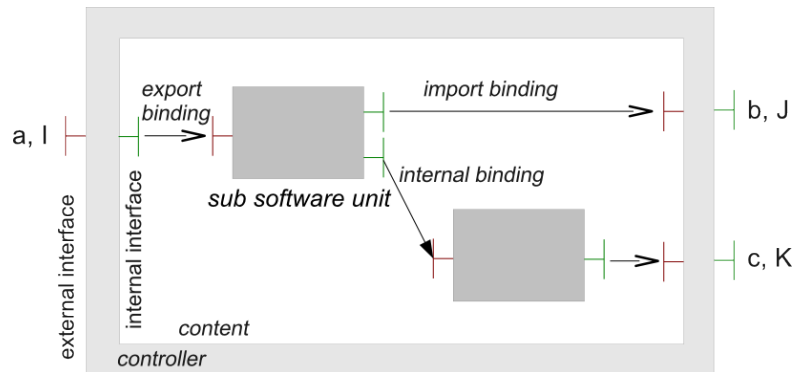 export
binding
import binding
a, I
b, J
internal binding
sub software unit
external interface
internal interface
c, K
content
controller